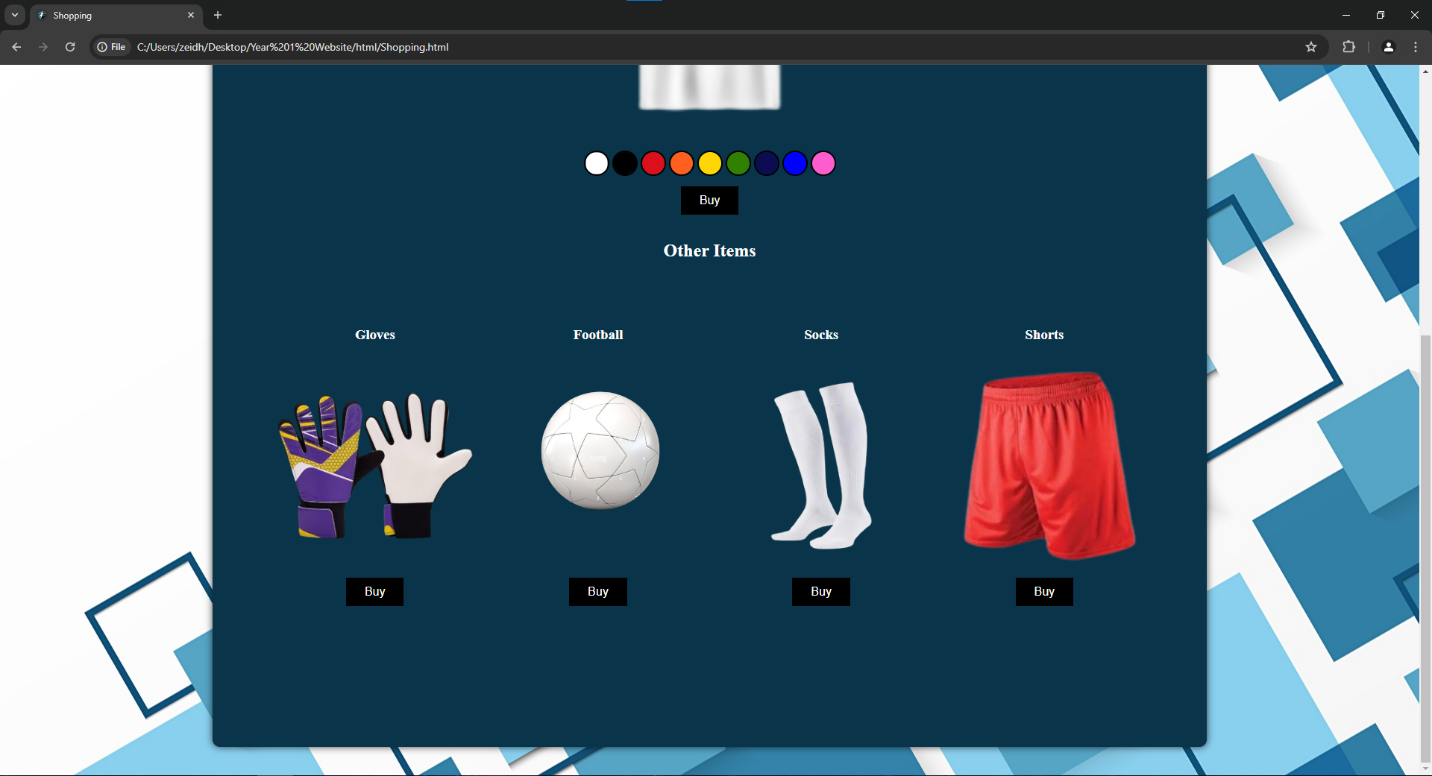 Shopping
File C:/Users/zeidh/Desktop/Year%201%20Website/html/Shopping.html
Buy
Other Items
Gloves Football Socks Shorts
Buy Buy Buy Buy